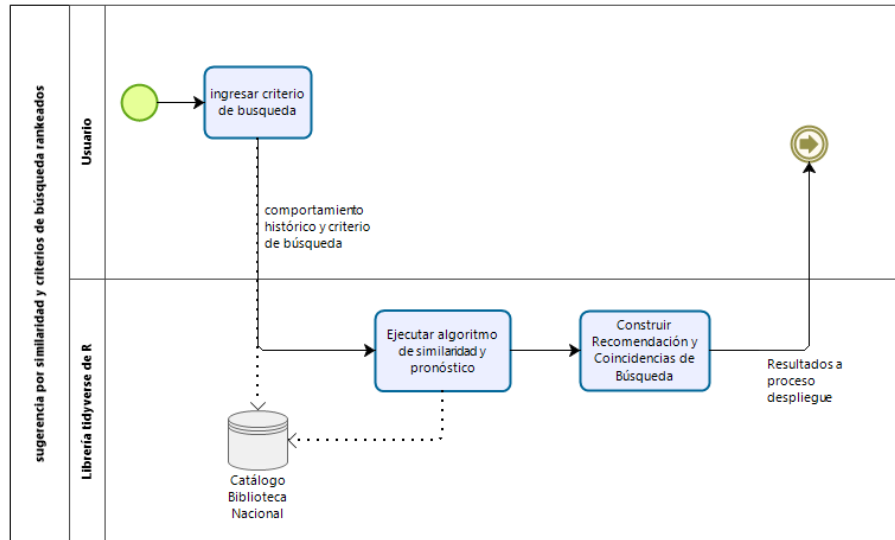 sugerencia por similaridad y criterios de búsqueda rankeados
Usuario
ingresar criterio
de busqueda
comportamiento
histórico y criterio
de búsqueda
Librería tidyverse de R
Ejecutar algoritmo
de similaridad y
pronóstico
Construir
Recomendación y
Coincidencias de
Búsqueda
Resultados a
proceso
despliegue
Catálogo
Biblioteca
Nacional